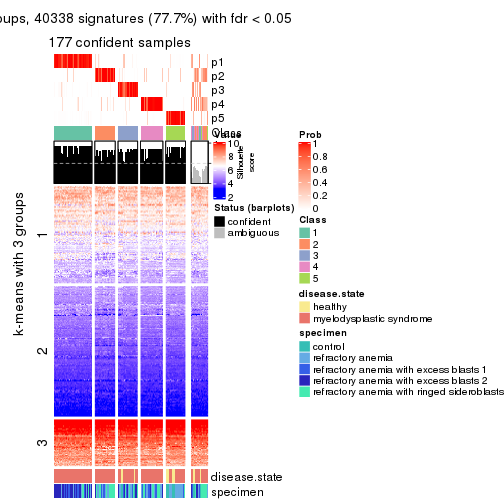 oups, 40338 signatures (77.7%) with fdr < 0.05
177 confident samples
p1
p2
p3
p4
p5
Class
Silhouette
score
k-means with 3 groups
1
2
3
disease.state
specimen
Value
10
8
6
4
2
Status (barplots)
confident
ambiguous
Prob
1
0.8
0.6
0.4
0.2
0
Class
1
2
3
4
5
disease.state
healthy
myelodysplastic syndrome
specimen
control
refractory anemia
refractory anemia with excess blasts 1
refractory anemia with excess blasts 2
refractory anemia with ringed sideroblasts